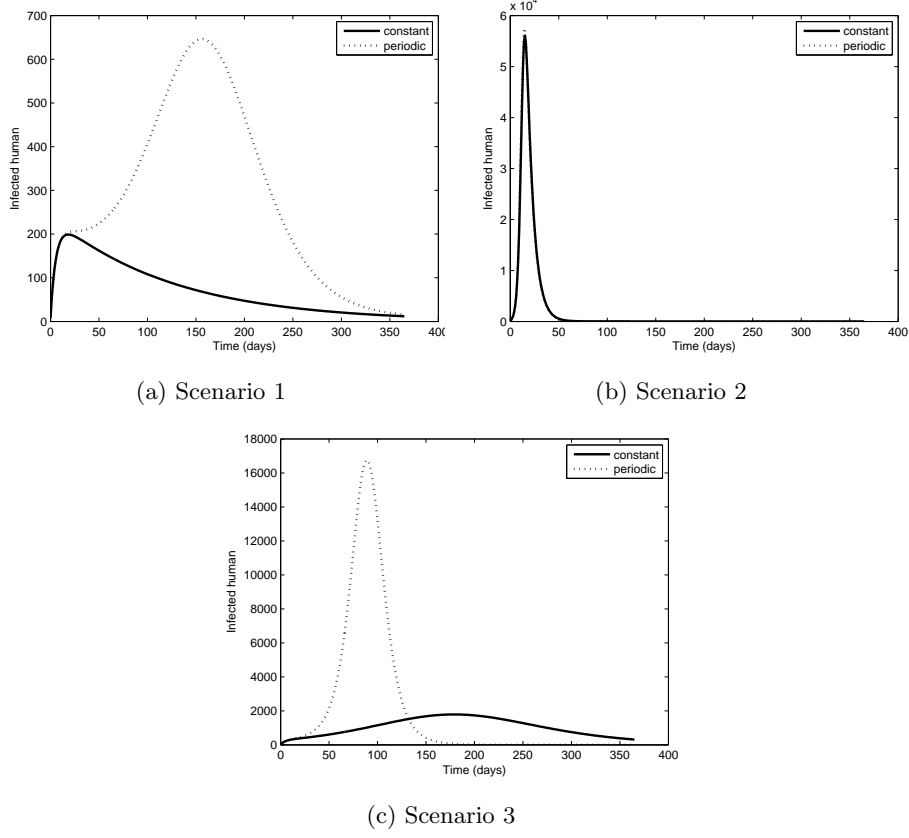 700
600
500
400
300
200
100
0
Infected human
0 50 100 150 200 250 300 350 400
Time (days)
constant
periodic
(a) Scenario 1
x 10^4
6
5
4
3
2
1
0
Infected human
0 50 100 150 200 250 300 350 400
Time (days)
constant
periodic
(b) Scenario 2
18000
16000
14000
12000
10000
8000
6000
4000
2000
0
Infected human
0 50 100 150 200 250 300 350 400
Time (days)
constant
periodic
(c) Scenario 3